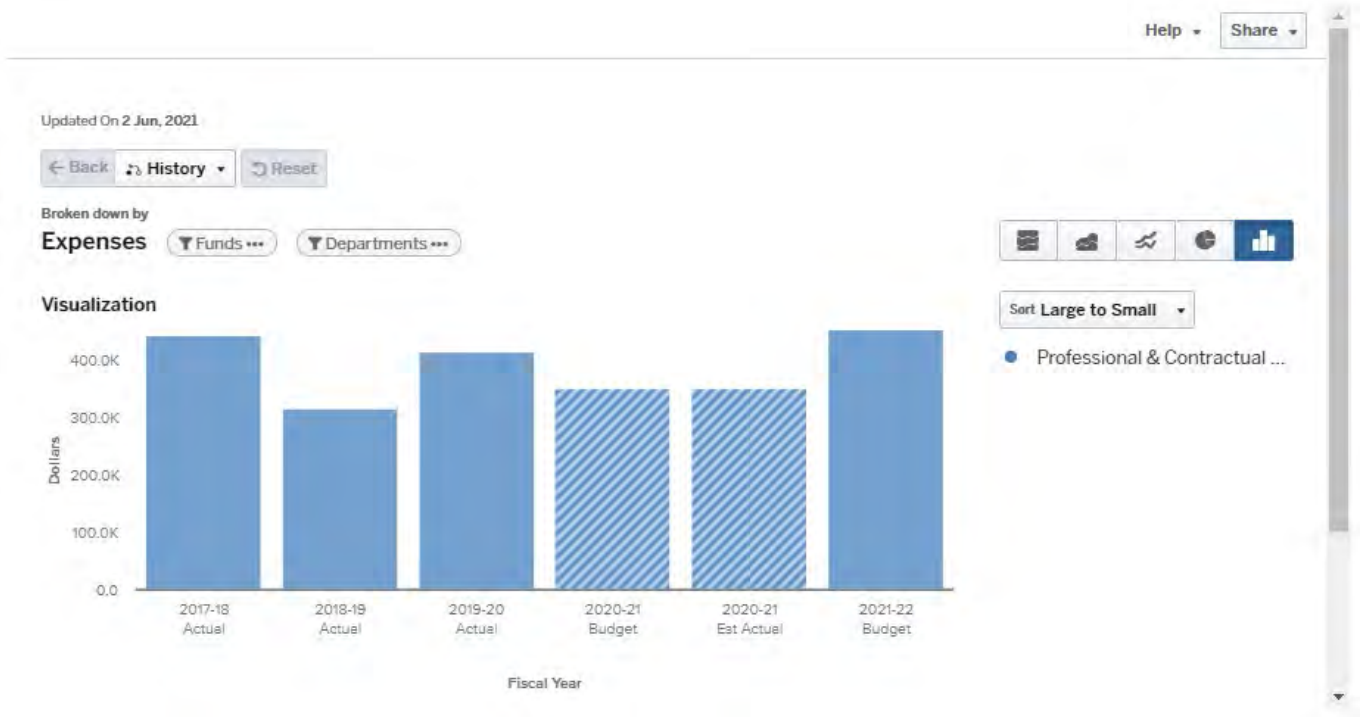 Help
Share
Updated On 2 Jun, 2021
Back
History
Reset
Broken down by
Expenses
Funds •••
Departments •••
Visualization
Sort Large to Small
Professional & Contractual ...
Dollars
400.0K
300.0K
200.0K
100.0K
0.0
2017-18 Actual
2018-19 Actual
2019-20 Actual
2020-21 Budget
2020-21 Est Actual
2021-22 Budget
Fiscal Year